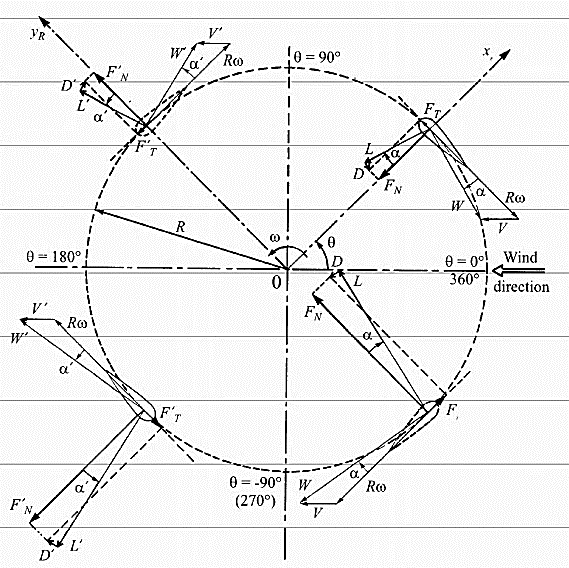 y_R
V'
W'
α'
Rω
θ = 90°
x
F'_N
D'
L'
α'
F'_T
F_T
L
α
D
F_N
α
Rω
W
V
R
ω
θ
θ = 180°
0
D
L
θ = 0°
360°
Wind
direction
F_N
α
V'
W'
Rω
α'
F'_T
F,
θ = -90°
(270°)
W
α
Rω
V
F'_N
α'
D'
L'